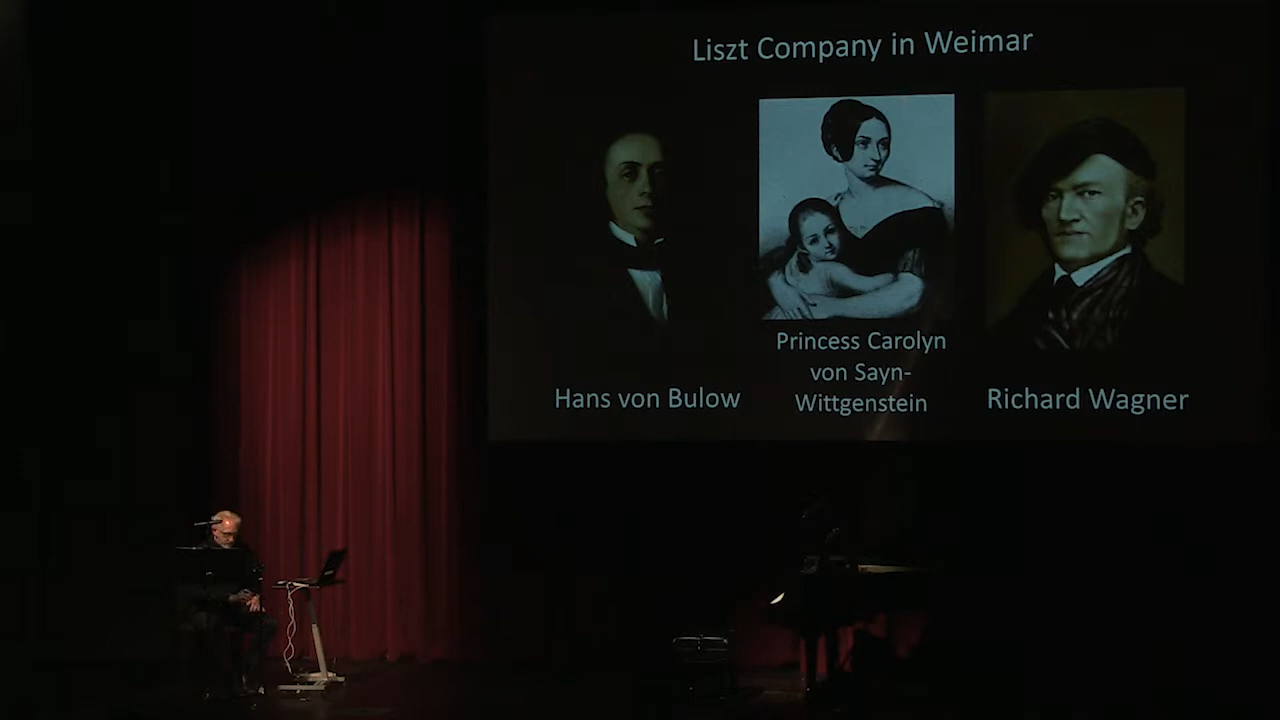 Liszt Company in Weimar
Hans von Bulow
Princess Carolyn
von Sayn-
Wittgenstein
Richard Wagner